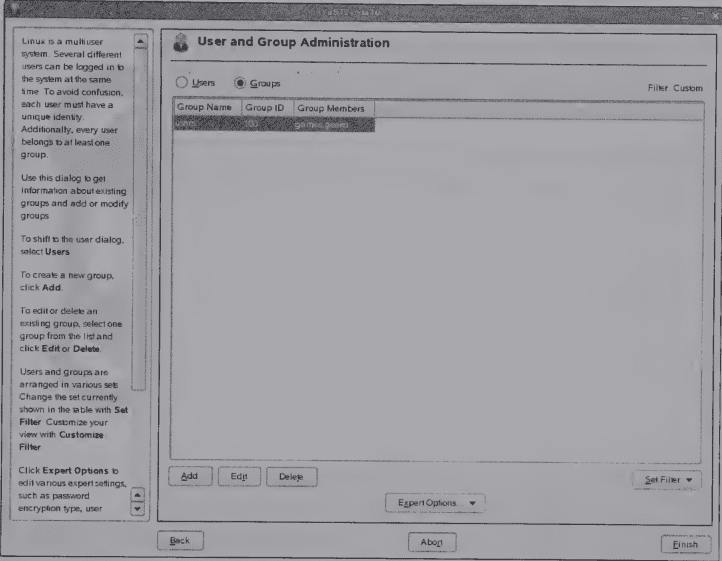 Linux is a multiuser
system. Several different
users can be logged in to
the system at the same
time. To avoid confusion,
each user must have a
unique identity.
Additionally, every user
belongs to at least one
group.
Use this dialog to get
information about existing
groups and add or modify
groups
To shift to the user dialog,
select Users
To create a new group,
click Add.
To edit or delete an
existing group, select one
group from the list and
click Edit or Delete.
Users and groups are
arranged in various sets
Change the set currently
shown in the table with Set
Filter Customize your
view with Customize
Filter
Click Expert Options to
edit various expert settings,
such as password
encryption type, user
User and Group Administration
Users Groups
Filter: Custom
Group Name Group ID Group Members
users 100
Add Edit Delete
Set Filter
Expert Options
Back Abort Finish